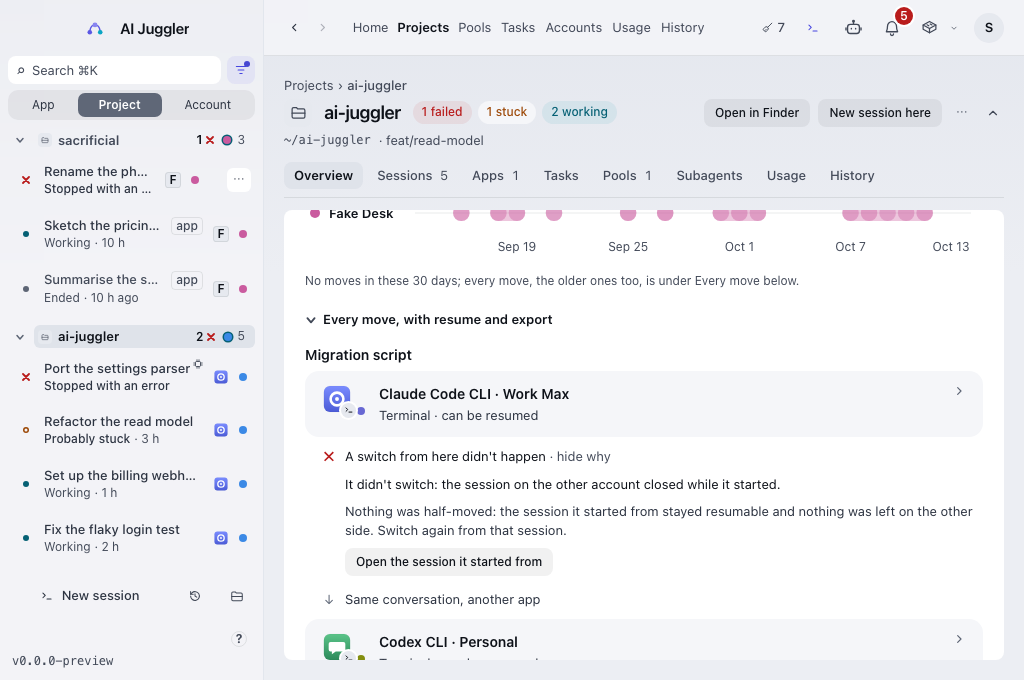 AI Juggler
Search ⌘K
App Project Account
sacrificial 1 3
Rename the ph... F
Stopped with an ...
Sketch the pricin... app F
Working · 10 h
Summarise the s... app F
Ended · 10 h ago
ai-juggler 2 5
Port the settings parser
Stopped with an error
Refactor the read model
Probably stuck · 3 h
Set up the billing webh...
Working · 1 h
Fix the flaky login test
Working · 2 h
New session
?
v0.0.0-preview
Home Projects Pools Tasks Accounts Usage History 7 5 S
Projects › ai-juggler
ai-juggler 1 failed 1 stuck 2 working Open in Finder New session here ...
~/ai-juggler · feat/read-model
Overview Sessions 5 Apps 1 Tasks Pools 1 Subagents Usage History
Fake Desk
Sep 19 Sep 25 Oct 1 Oct 7 Oct 13
No moves in these 30 days; every move, the older ones too, is under Every move below.
Every move, with resume and export
Migration script
Claude Code CLI · Work Max
Terminal · can be resumed
A switch from here didn't happen · hide why
It didn't switch: the session on the other account closed while it started.
Nothing was half-moved: the session it started from stayed resumable and nothing was left on the other
side. Switch again from that session.
Open the session it started from
Same conversation, another app
Codex CLI · Personal